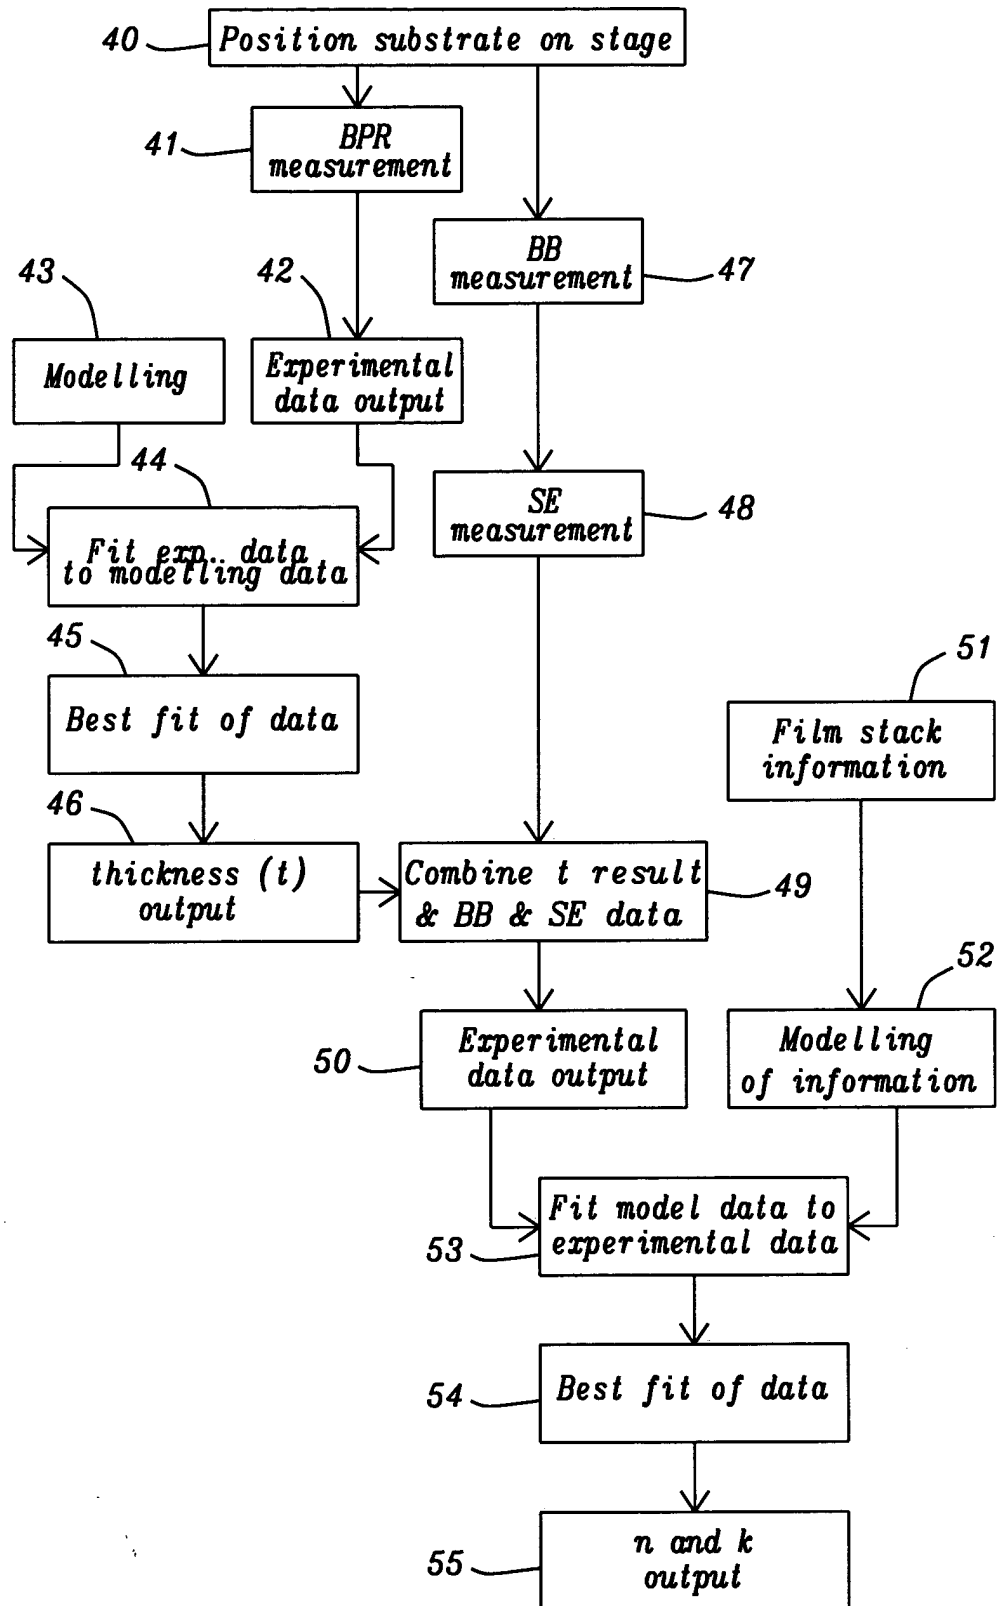 40
Position substrate on stage
41
BPR
measurement
BB
measurement
47
43
42
Modelling
Experimental
data output
44
SE
measurement
48
Fit exp. data
to modelling data
45
51
Best fit of data
Film stack
information
46
thickness (t)
output
Combine t result
& BB & SE data
49
52
50
Experimental
data output
Modelling
of information
53
Fit model data to
experimental data
54
Best fit of data
55
n and k
output